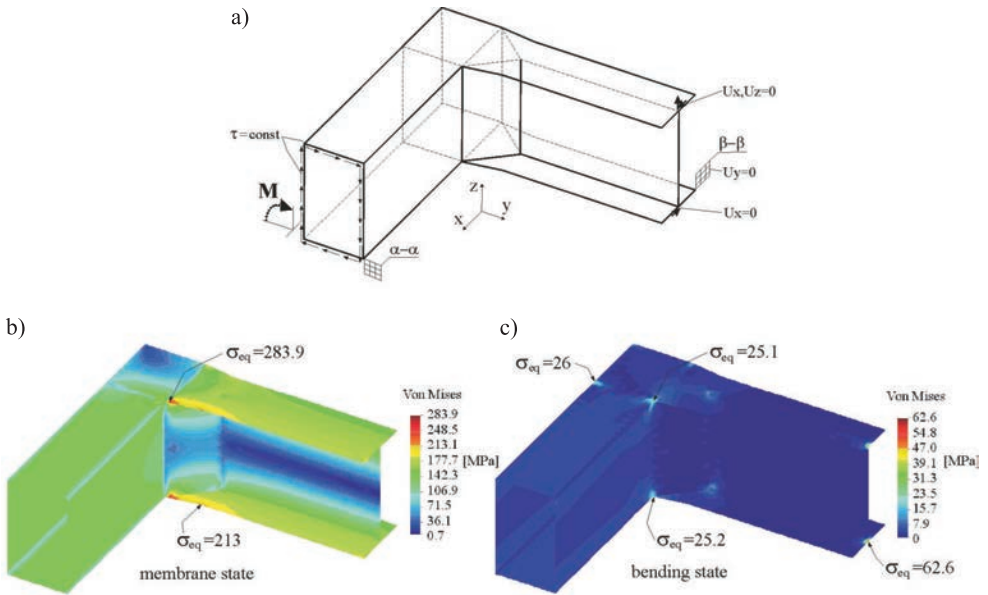 a)
Ux,Uz=0
τ=const
β–β
Uy=0
M
z
x
y
Ux=0
α–α
b)
c)
σeq=283.9
σeq=26
σeq=25.1
Von Mises
283.9
248.5
213.1
177.7
142.3
106.9
71.5
36.1
0.7
[MPa]
Von Mises
62.6
54.8
47.0
39.1
31.3
23.5
15.7
7.9
0
[MPa]
σeq=213
σeq=25.2
σeq=62.6
membrane state
bending state